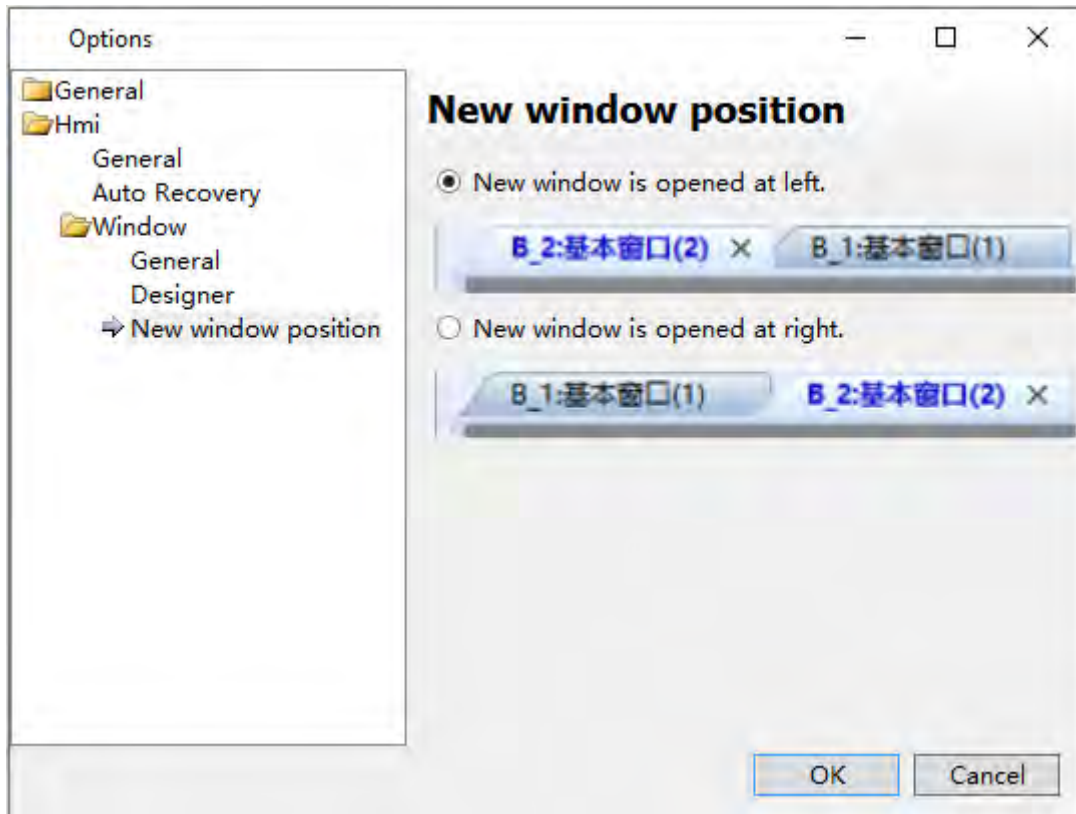 Options
General
Hmi
General
Auto Recovery
Window
General
Designer
New window position
New window position
New window is opened at left.
B_2:基本窗口(2) B_1:基本窗口(1)
New window is opened at right.
B_1:基本窗口(1) B_2:基本窗口(2)
OK Cancel